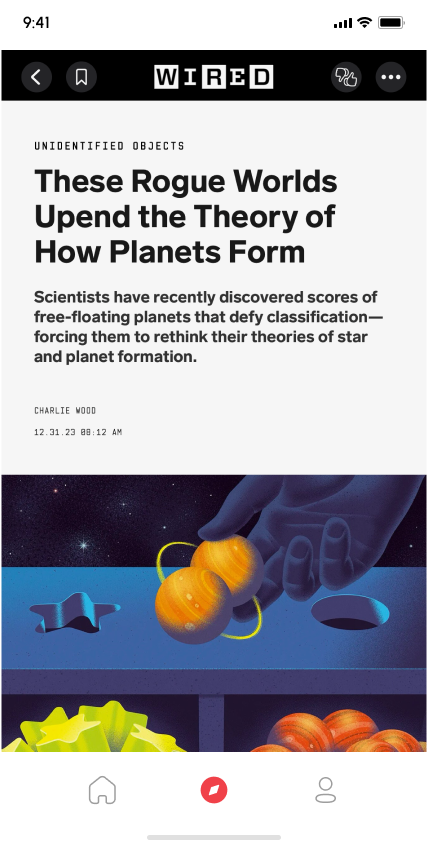 9:41
WIRED
UNIDENTIFIED OBJECTS
These Rogue Worlds
Upend the Theory of
How Planets Form
Scientists have recently discovered scores of
free-floating planets that defy classification—
forcing them to rethink their theories of star
and planet formation.
CHARLIE WOOD
12.31.23 08:12 AM